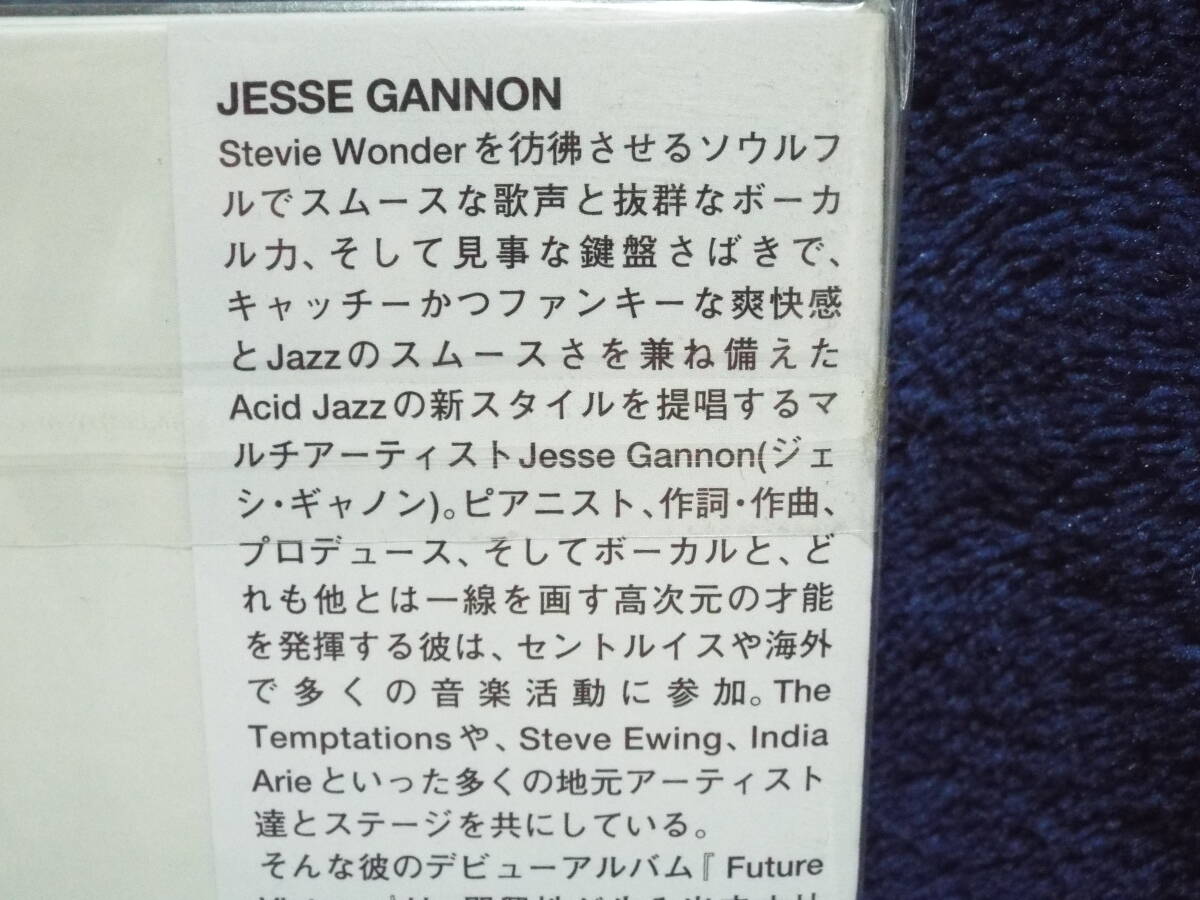 JESSE GANNON
Stevie Wonderを彷彿させるソウルフ
ルでスムースな歌声と抜群なボーカ
ル力、そして見事な鍵盤さばきで、
キャッチーかつファンキーな爽快感
とJazzのスムースさを兼ね備えた
Acid Jazzの新スタイルを提唱するマ
ルチアーティストJesse Gannon(ジェ
シ・ギャノン)。ピアニスト、作詞・作曲、
プロデュース、そしてボーカルと、ど
れも他とは一線を画す高次元の才能
を発揮する彼は、セントルイスや海外
で多くの音楽活動に参加。The
Temptationsや、Steve Ewing、India
Arieといった多くの地元アーティスト
達とステージを共にしている。
そんな彼のデビューアルバム『Future